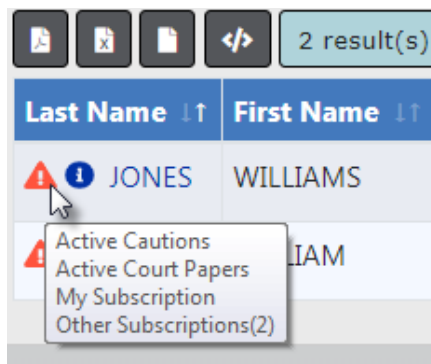 2 result(s)
Last Name First Name
JONES WILLIAMS
LIAM
Active Cautions
Active Court Papers
My Subscription
Other Subscriptions(2)